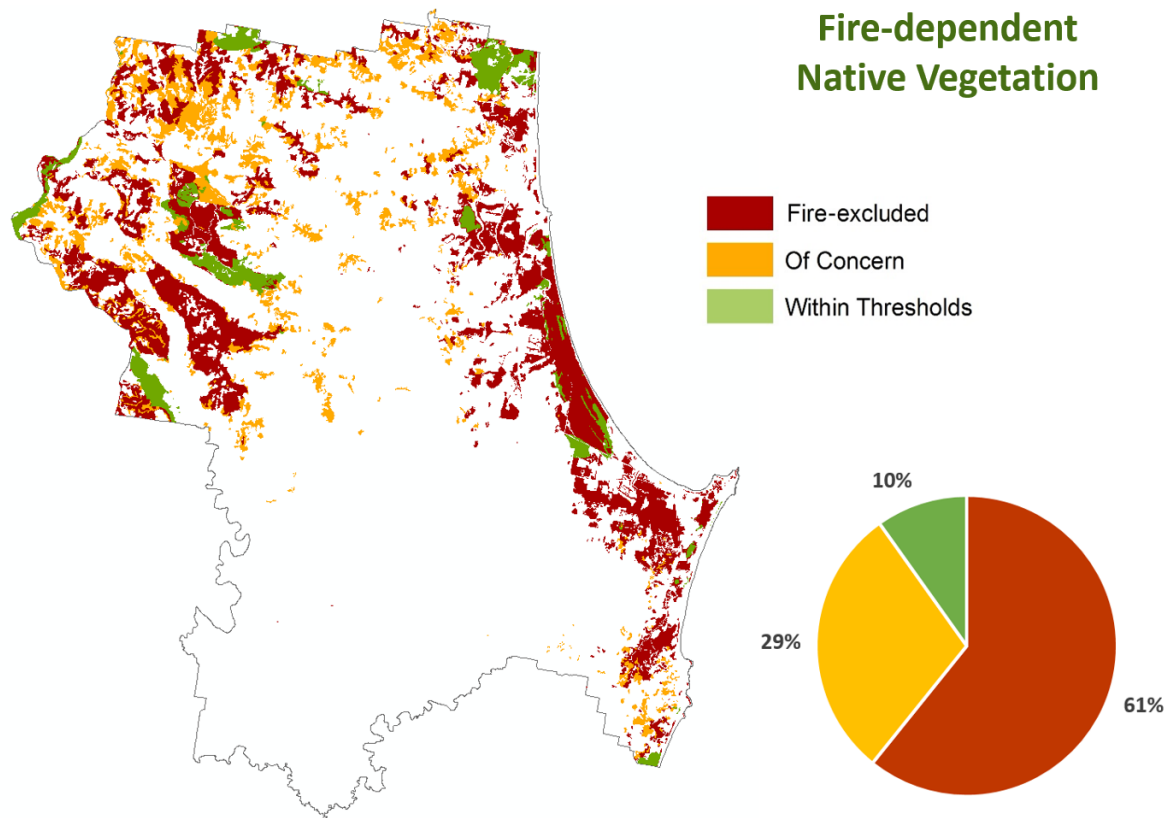 Fire-dependent
Native Vegetation
Fire-excluded
Of Concern
Within Thresholds
10%
29%
61%